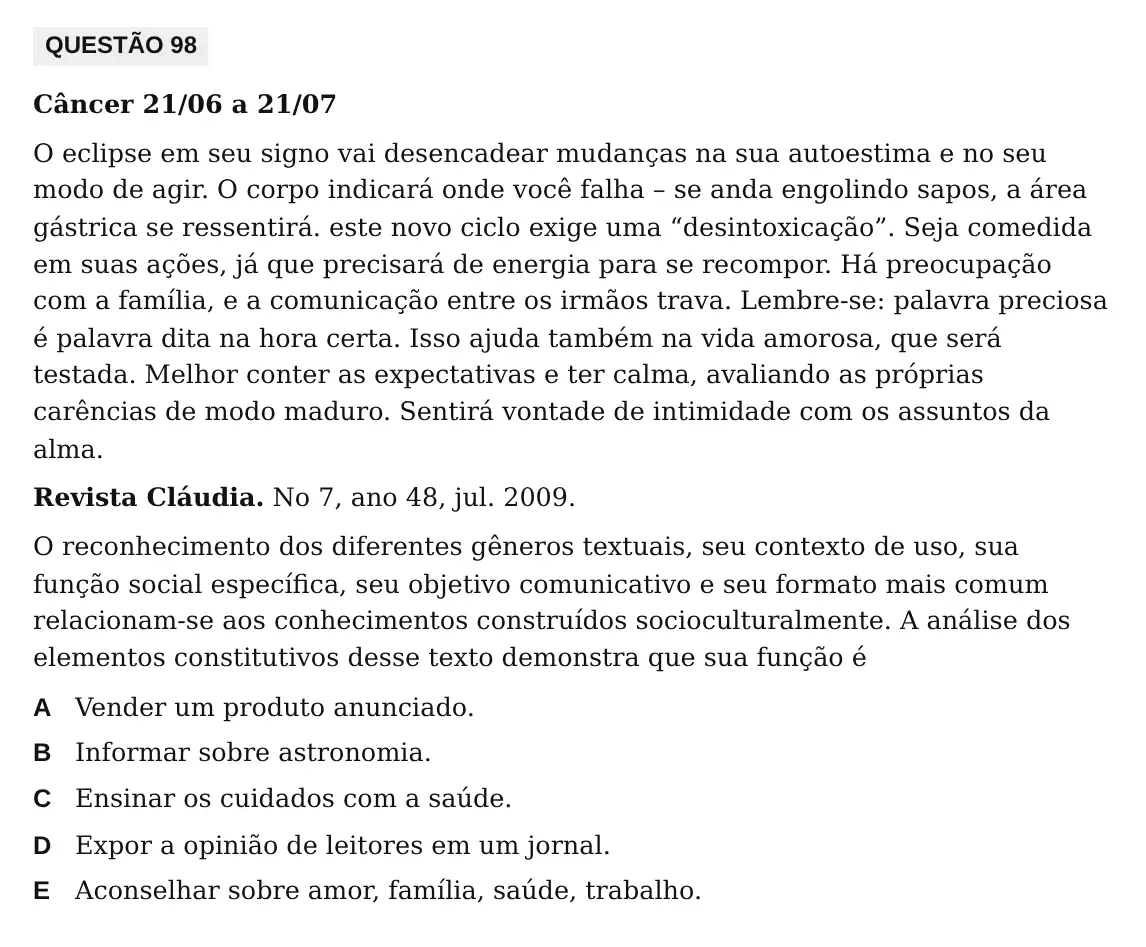 QUESTÃO 98
Câncer 21/06 a 21/07
O eclipse em seu signo vai desencadear mudanças na sua autoestima e no seu
modo de agir. O corpo indicará onde você falha – se anda engolindo sapos, a área
gástrica se ressentirá. este novo ciclo exige uma “desintoxicação”. Seja comedida
em suas ações, já que precisará de energia para se recompor. Há preocupação
com a família, e a comunicação entre os irmãos trava. Lembre-se: palavra preciosa
é palavra dita na hora certa. Isso ajuda também na vida amorosa, que será
testada. Melhor conter as expectativas e ter calma, avaliando as próprias
carências de modo maduro. Sentirá vontade de intimidade com os assuntos da
alma.
Revista Cláudia. No 7, ano 48, jul. 2009.
O reconhecimento dos diferentes gêneros textuais, seu contexto de uso, sua
função social específica, seu objetivo comunicativo e seu formato mais comum
relacionam-se aos conhecimentos construídos socioculturalmente. A análise dos
elementos constitutivos desse texto demonstra que sua função é
A Vender um produto anunciado.
B Informar sobre astronomia.
C Ensinar os cuidados com a saúde.
D Expor a opinião de leitores em um jornal.
E Aconselhar sobre amor, família, saúde, trabalho.